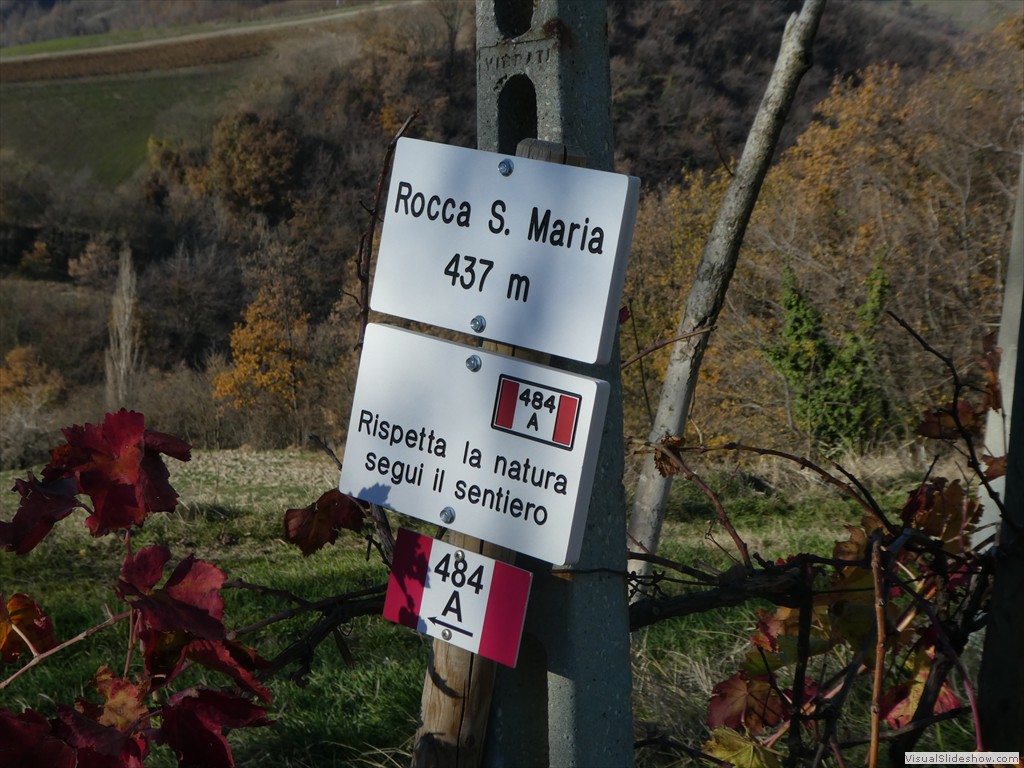 Rocca S. Maria
437 m
484
A
Rispetta la natura
segui il sentiero
484
A
VisualSlideshow.com